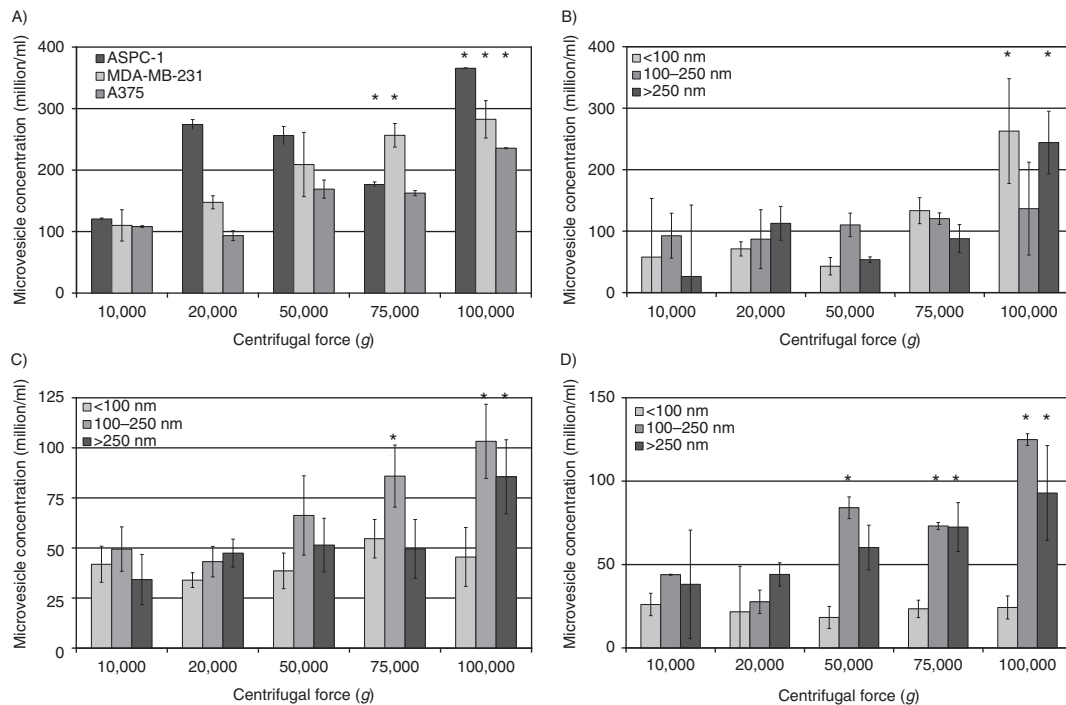 A)
Microvesicle concentration (million/ml)
400
300
200
100
0
ASPC-1
MDA-MB-231
A375
* * * * *
10,000 20,000 50,000 75,000 100,000
Centrifugal force (g)
B)
Microvesicle concentration (million/ml)
400
300
200
100
0
<100 nm
100–250 nm
>250 nm
* *
10,000 20,000 50,000 75,000 100,000
Centrifugal force (g)
C)
Microvesicle concentration (million/ml)
125
100
75
50
25
0
<100 nm
100–250 nm
>250 nm
* * *
10,000 20,000 50,000 75,000 100,000
Centrifugal force (g)
D)
Microvesicle concentration (million/ml)
150
100
50
0
<100 nm
100–250 nm
>250 nm
* * * * *
10,000 20,000 50,000 75,000 100,000
Centrifugal force (g)